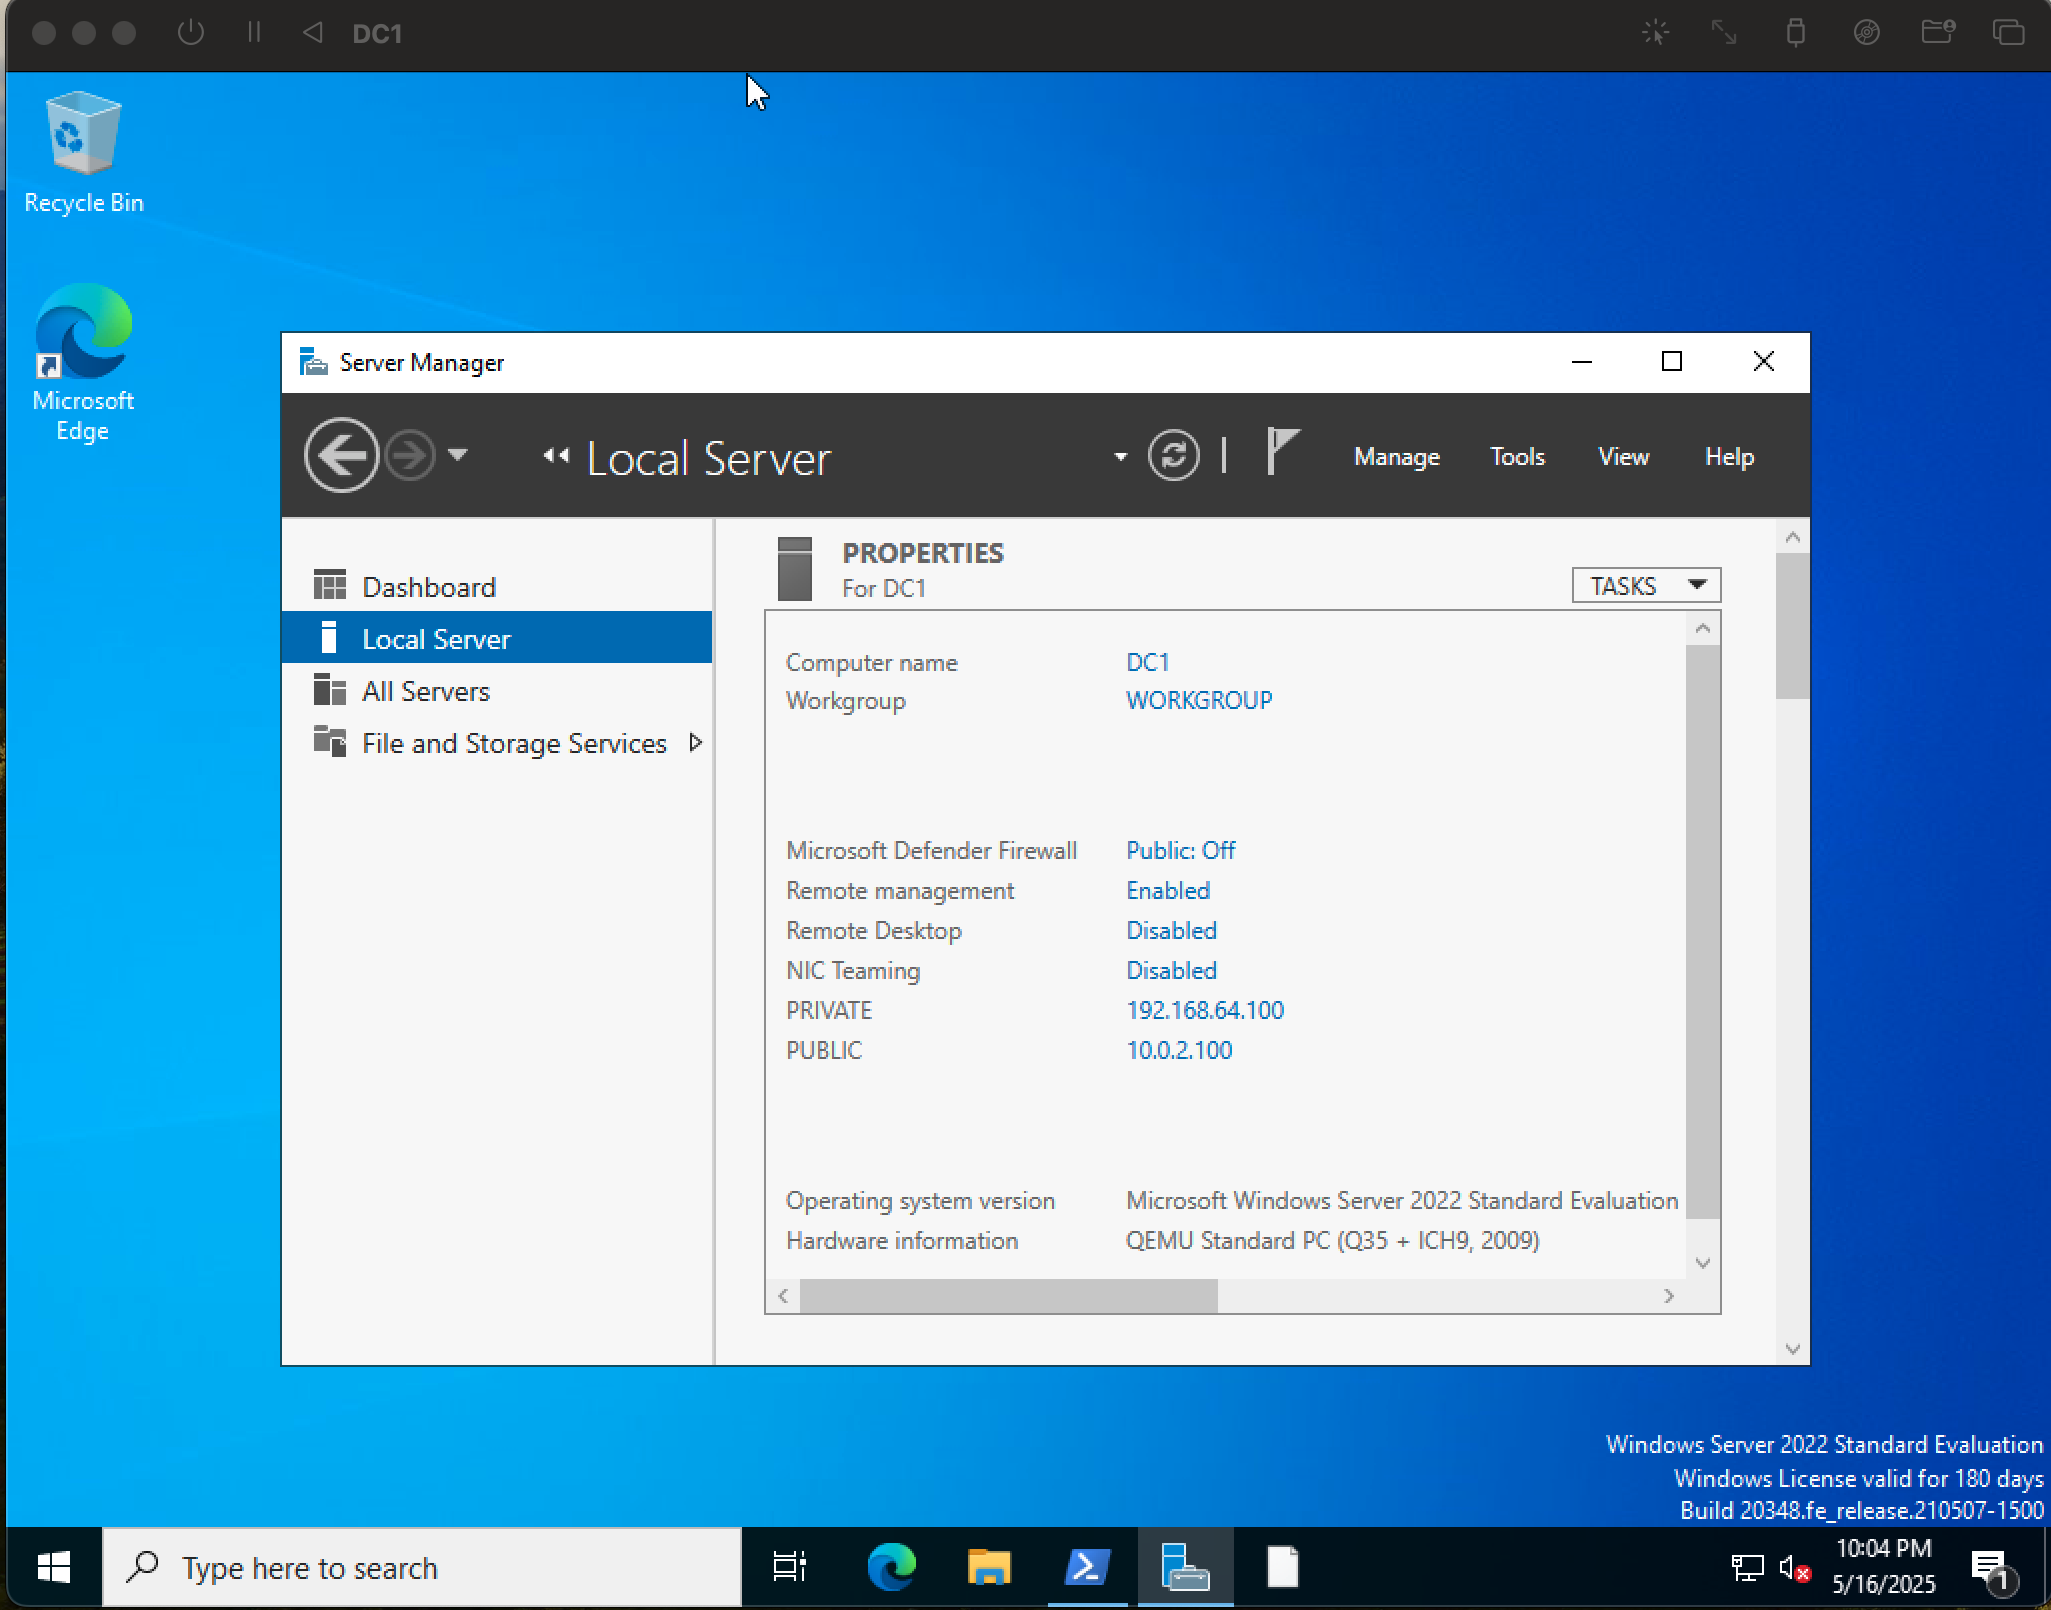 DC1
Recycle Bin
Microsoft
Edge
Server Manager
Local Server
Manage
Tools
View
Help
Dashboard
Local Server
All Servers
File and Storage Services
PROPERTIES
For DC1
TASKS
Computer name DC1
Workgroup WORKGROUP
Microsoft Defender Firewall Public: Off
Remote management Enabled
Remote Desktop Disabled
NIC Teaming Disabled
PRIVATE 192.168.64.100
PUBLIC 10.0.2.100
Operating system version Microsoft Windows Server 2022 Standard Evaluation
Hardware information QEMU Standard PC (Q35 + ICH9, 2009)
Windows Server 2022 Standard Evaluation
Windows License valid for 180 days
Build 20348.fe_release.210507-1500
Type here to search
10:04 PM
5/16/2025
1